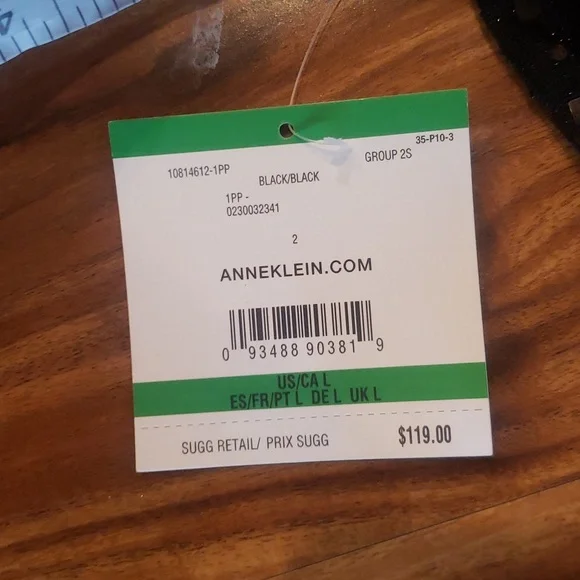 35-P10-3
10814612-1PP
GROUP 2S
BLACK/BLACK
1PP -
0230032341
2
ANNEKLEIN.COM
0 93488 90381 9
US/CA L
ES/FR/PT L DE L UK L
SUGG RETAIL/ PRIX SUGG $119.00